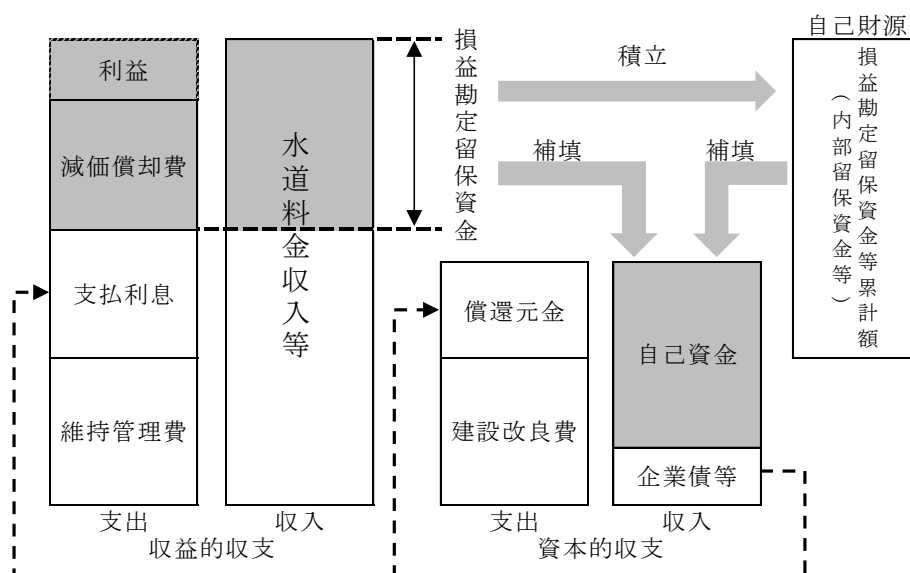 利益
減価償却費
支払利息
維持管理費
支出
水道料金収入等
収入
収益的収支
損益勘定留保資金
積立
補填
補填
自己財源
損益勘定留保資金等累計額
(内部留保資金等)
償還元金
建設改良費
支出
自己資金
企業債等
収入
資本的収支